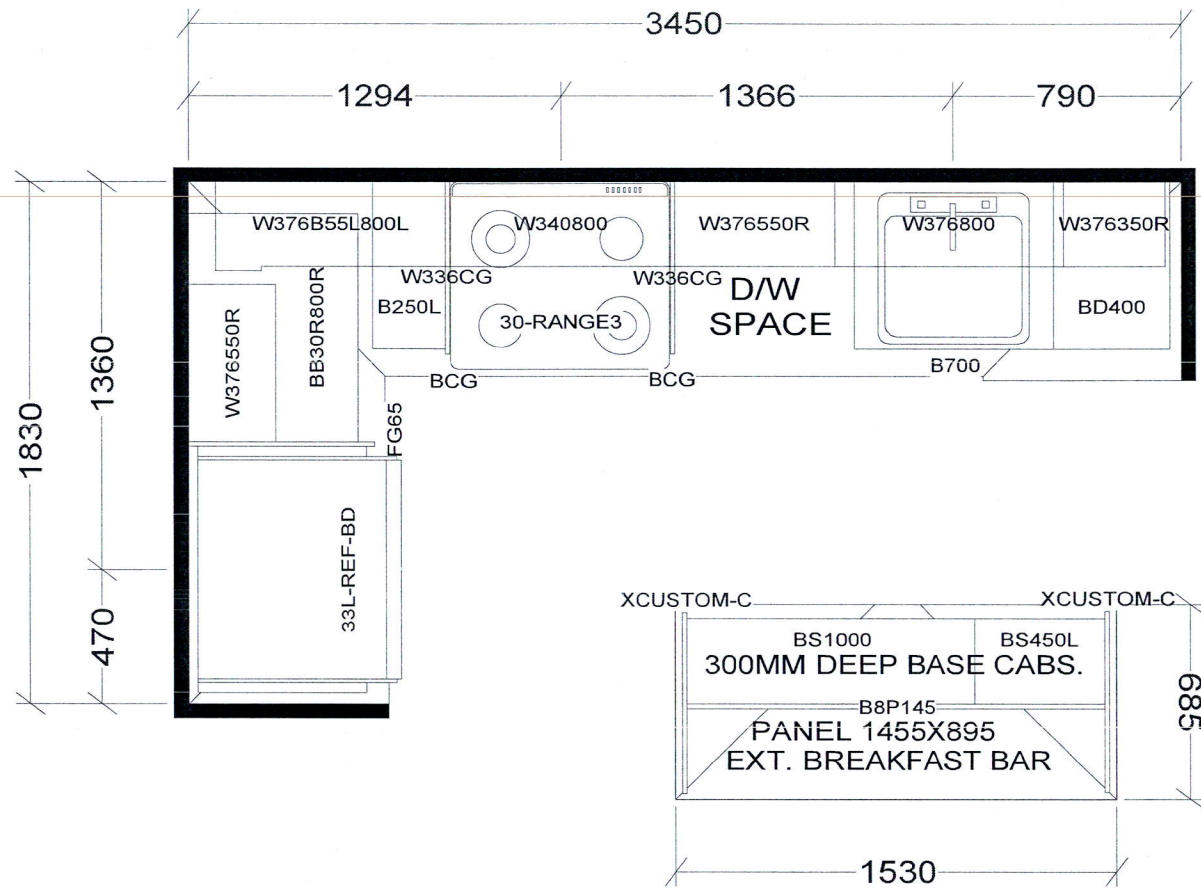 3450
1294
1366
790
W376B55L800L
W340800
W376550R
W376800
W376350R
W336CG
W336CG
B250L
30-RANGE3
D/W
SPACE
BD400
BCG
BCG
B700
W376550R
BB30R800R
FG65
33L-REF-BD
1830
1360
470
XCUSTOM-C
XCUSTOM-C
BS1000
BS450L
300MM DEEP BASE CABS.
B8P145
PANEL 1455X895
EXT. BREAKFAST BAR
685
1530